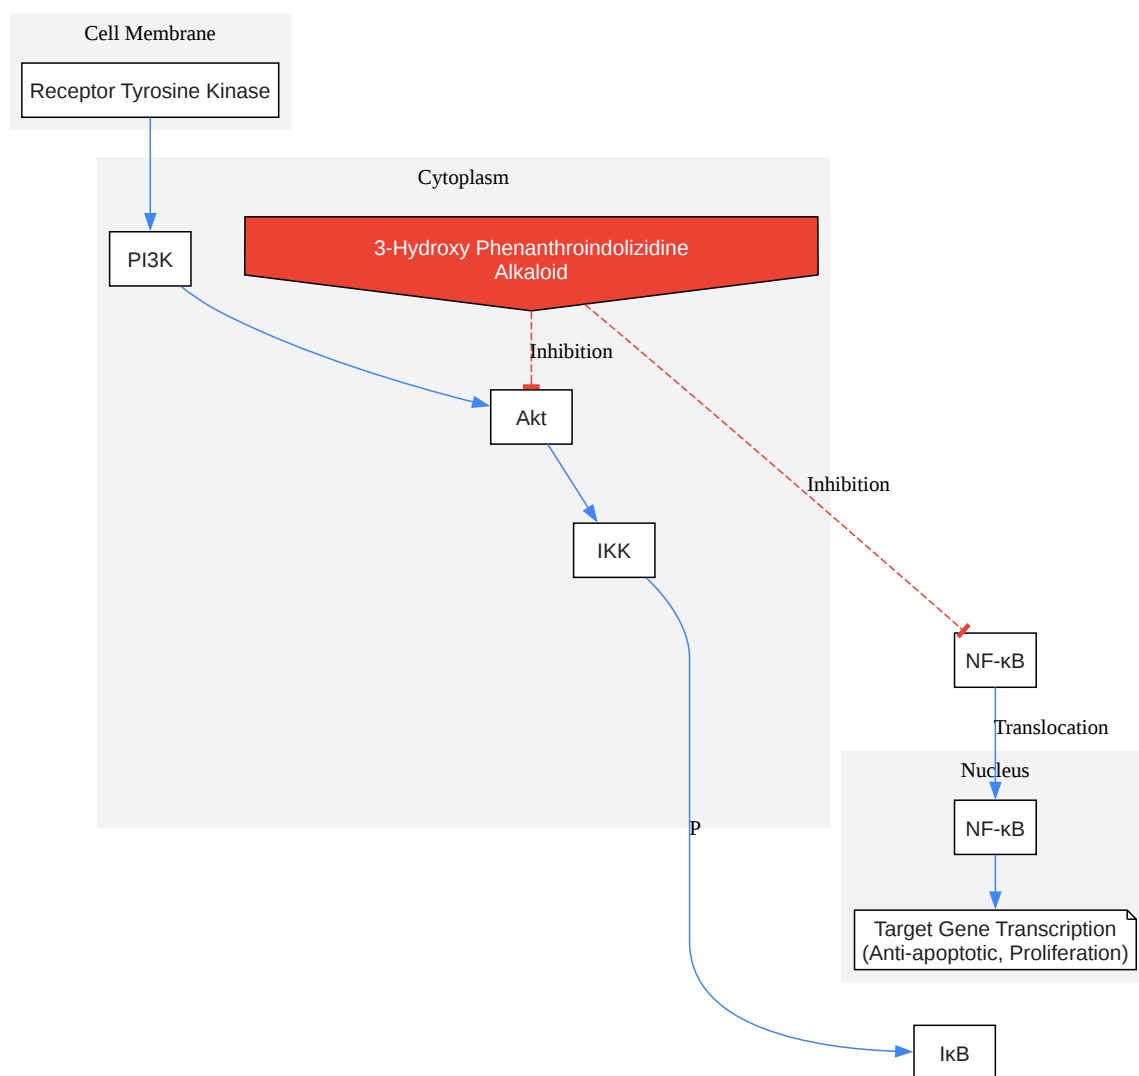 Cell Membrane
Receptor Tyrosine Kinase
Cytoplasm
PI3K
3-Hydroxy Phenanthroindolizidine
Alkaloid
Inhibition
Akt
Inhibition
IKK
NF-κB
Translocation
Nucleus
NF-κB
P
Target Gene Transcription
(Anti-apoptotic, Proliferation)
IκB